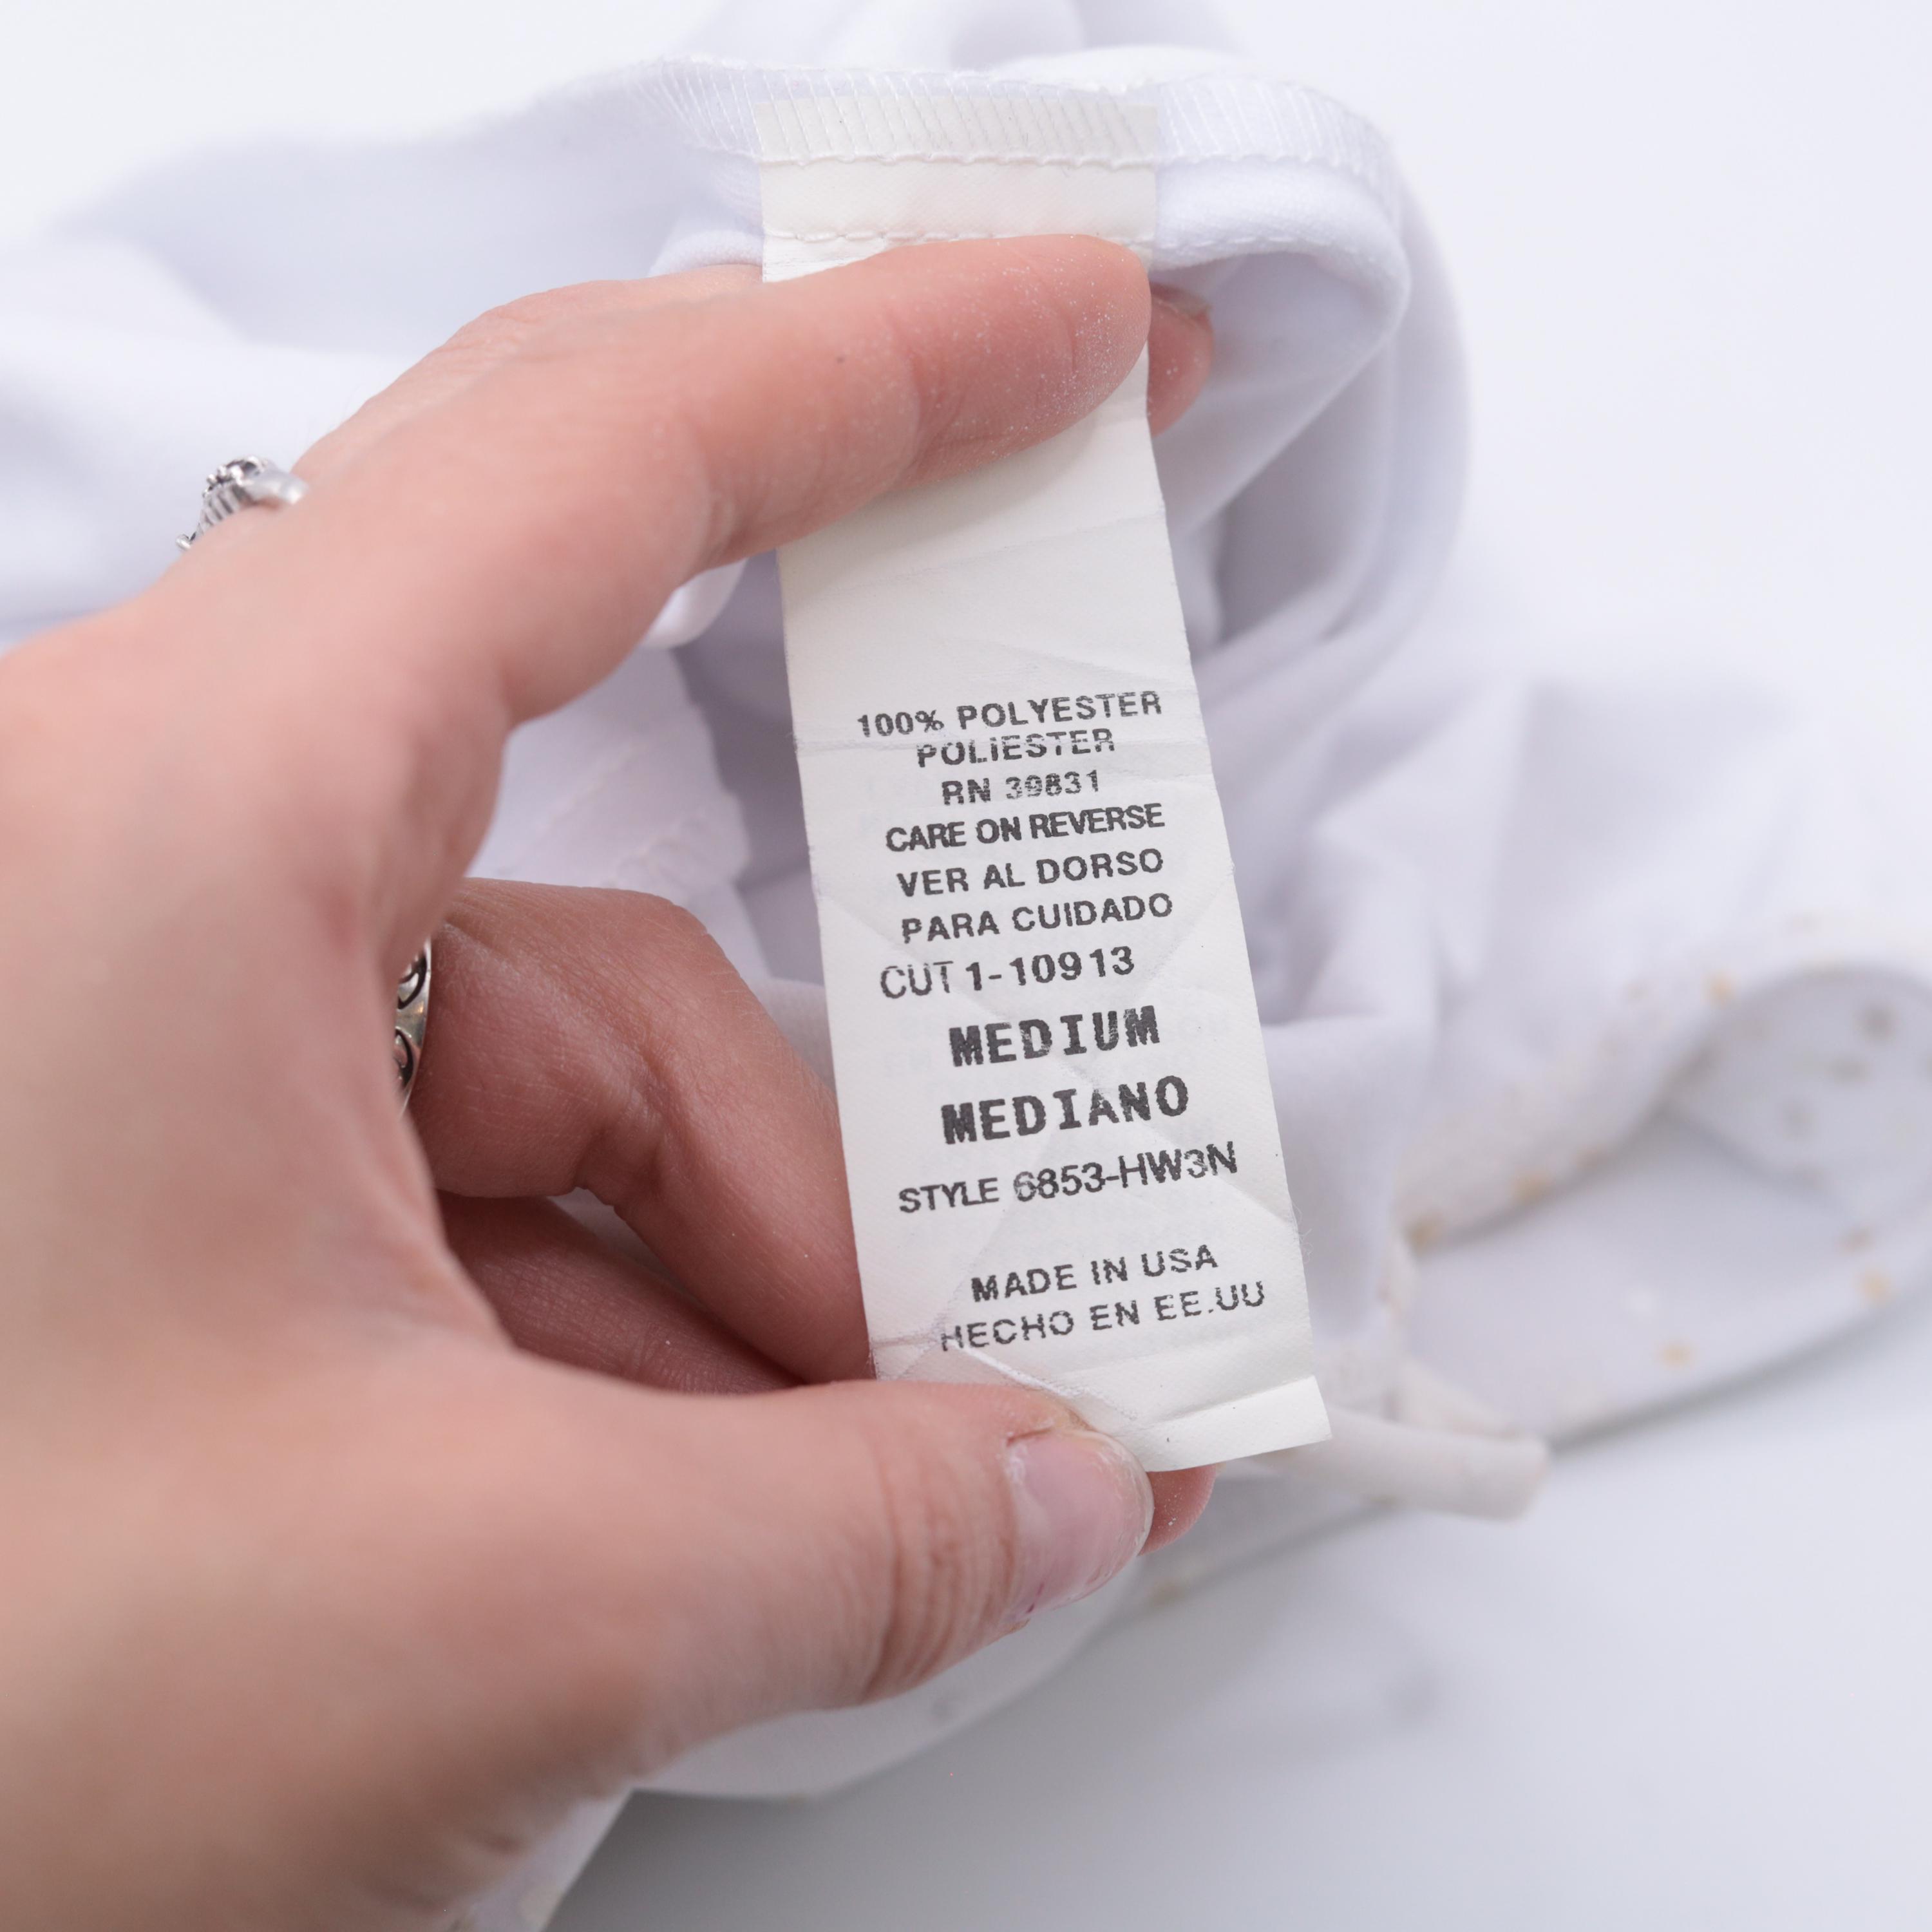 100% POLYESTER
POLIESTER
RN 39831
CARE ON REVERSE
VER AL DORSO
PARA CUIDADO
CUT 1-10913
MEDIUM
MEDIANO
STYLE 6853-HW3N
MADE IN USA
HECHO EN EE.UU